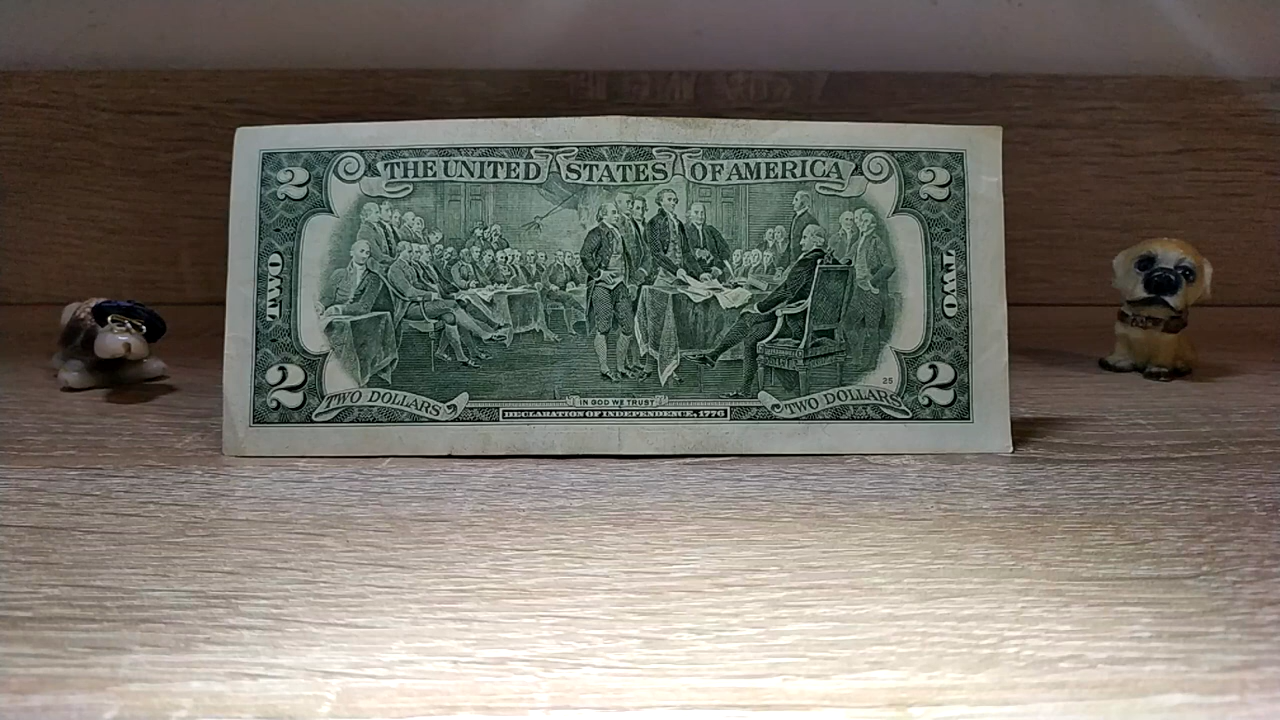 THE UNITED STATES OF AMERICA
2
2
TWO
TWO
25
2
2
TWO DOLLARS
IN GOD WE TRUST
TWO DOLLARS
DECLARATION OF INDEPENDENCE, 1776